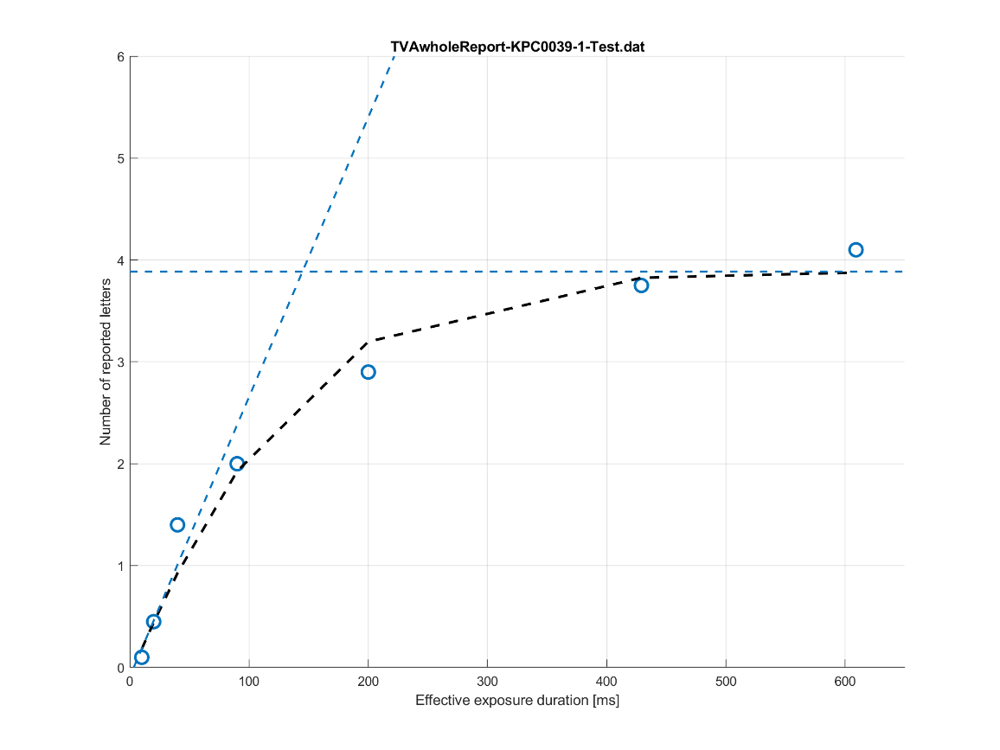 TVAwholeReport-KPC0039-1-Test.dat
6
5
4
3
2
1
0
Number of reported letters
0 100 200 300 400 500 600
Effective exposure duration [ms]